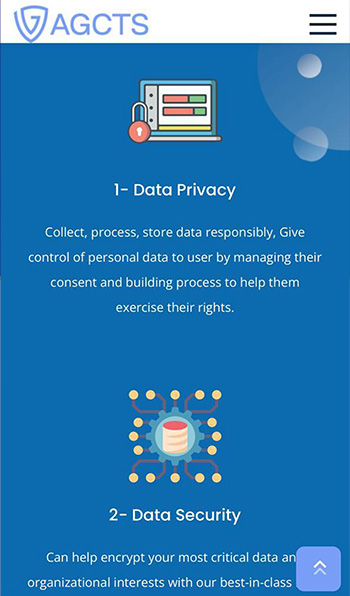 AGCTS
1- Data Privacy
Collect, process, store data responsibly, Give
control of personal data to user by managing their
consent and building process to help them
exercise their rights.
2- Data Security
Can help encrypt your most critical data an
organizational interests with our best-in-class